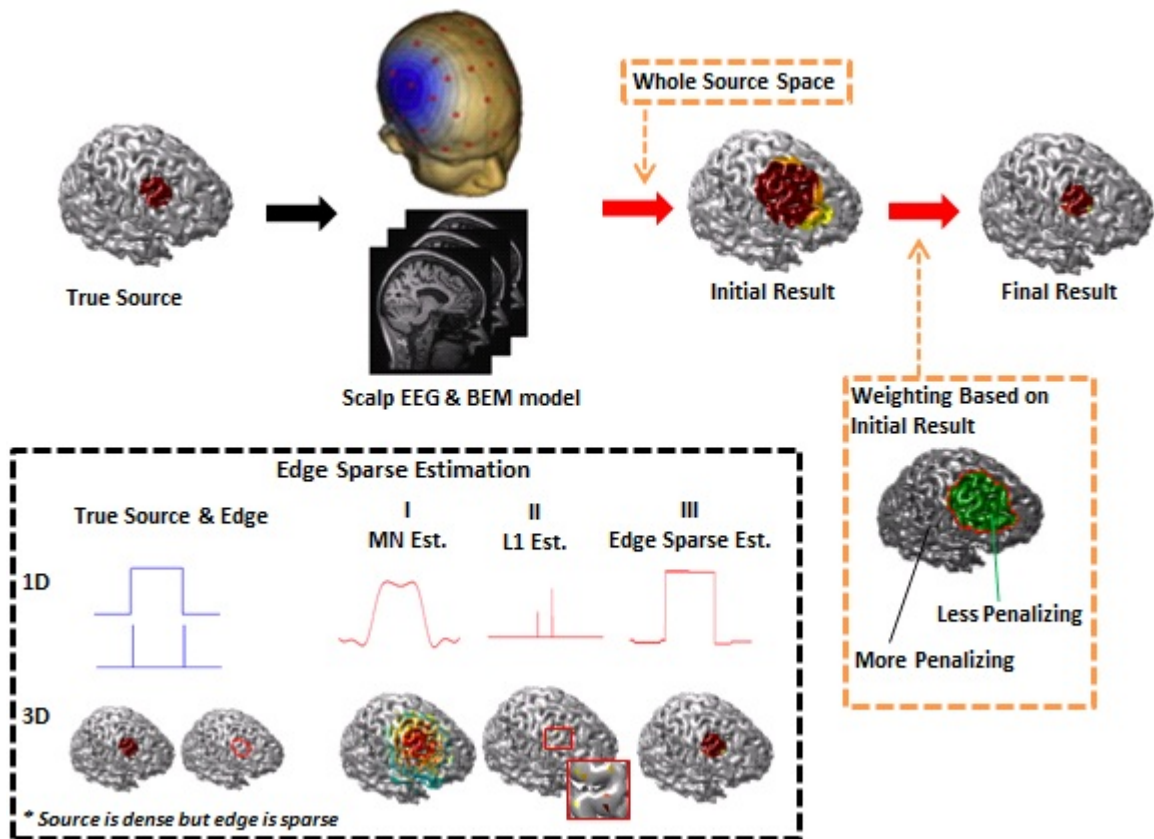 Whole Source Space
True Source
Initial Result
Final Result
Scalp EEG & BEM model
Weighting Based on
Initial Result
Less Penalizing
More Penalizing
Edge Sparse Estimation
True Source & Edge
I
MN Est.
II
L1 Est.
III
Edge Sparse Est.
1D
3D
* Source is dense but edge is sparse